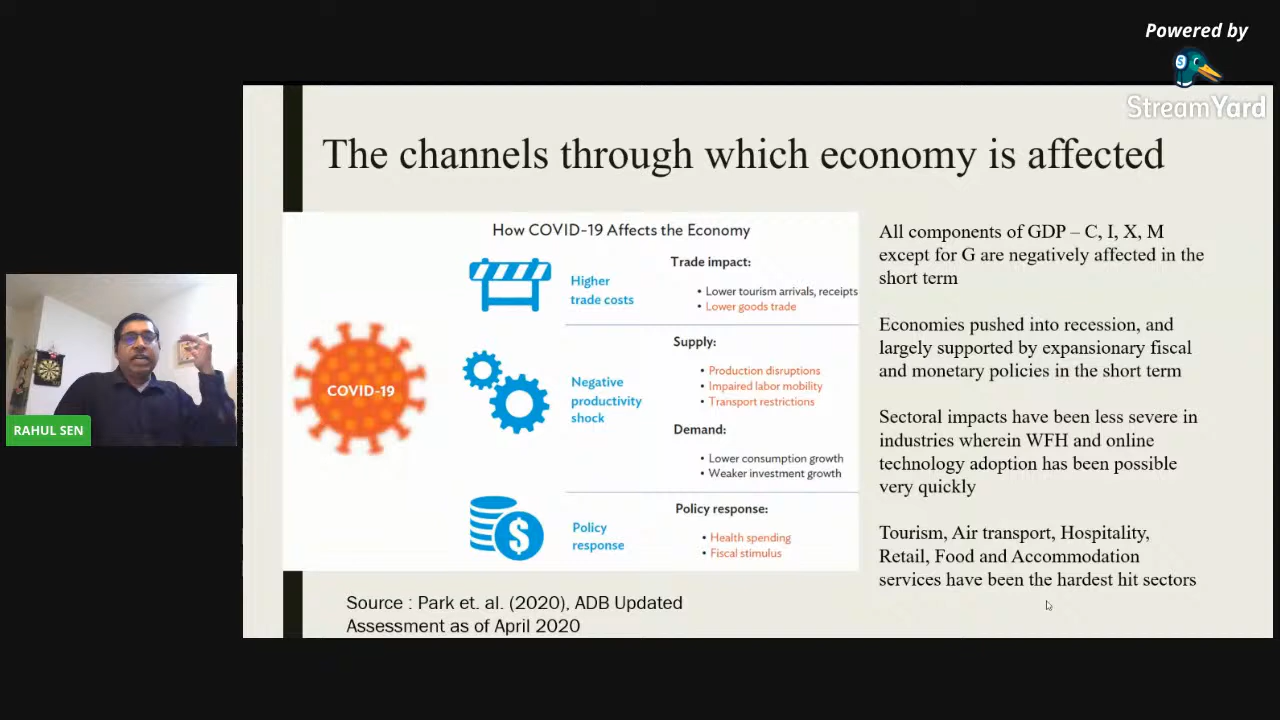 Powered by
StreamYard
The channels through which economy is affected
How COVID-19 Affects the Economy
COVID-19
Higher
trade costs
Trade impact:
• Lower tourism arrivals, receipts
• Lower goods trade
Negative
productivity
shock
Supply:
• Production disruptions
• Impaired labor mobility
• Transport restrictions
Demand:
• Lower consumption growth
• Weaker investment growth
Policy
response
Policy response:
• Health spending
• Fiscal stimulus
Source : Park et. al. (2020), ADB Updated
Assessment as of April 2020
All components of GDP – C, I, X, M
except for G are negatively affected in the
short term
Economies pushed into recession, and
largely supported by expansionary fiscal
and monetary policies in the short term
Sectoral impacts have been less severe in
industries wherein WFH and online
technology adoption has been possible
very quickly
Tourism, Air transport, Hospitality,
Retail, Food and Accommodation
services have been the hardest hit sectors
RAHUL SEN